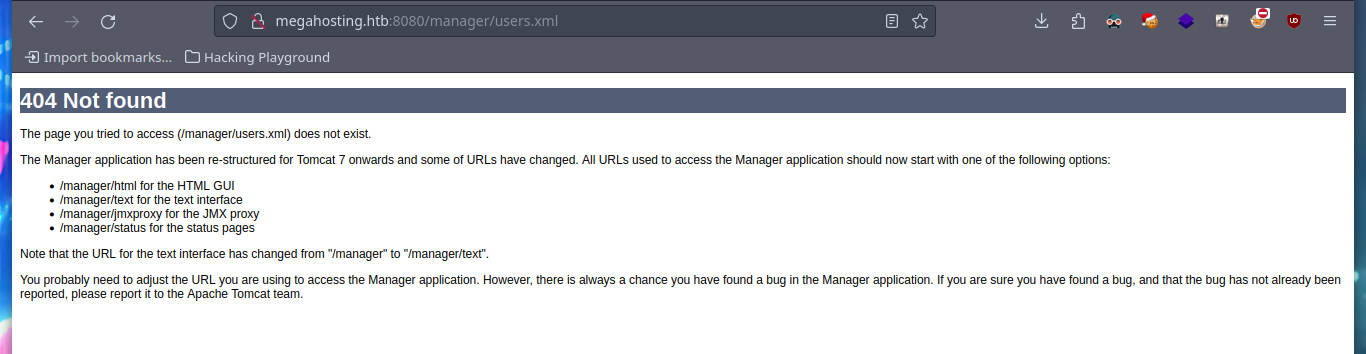 megahosting.htb:8080/manager/users.xml
Import bookmarks... Hacking Playground
404 Not found
The page you tried to access (/manager/users.xml) does not exist.
The Manager application has been re-structured for Tomcat 7 onwards and some of URLs have changed. All URLs used to access the Manager application should now start with one of the following options:
• /manager/html for the HTML GUI
• /manager/text for the text interface
• /manager/jmxproxy for the JMX proxy
• /manager/status for the status pages
Note that the URL for the text interface has changed from "/manager" to "/manager/text".
You probably need to adjust the URL you are using to access the Manager application. However, there is always a chance you have found a bug in the Manager application. If you are sure you have found a bug, and that the bug has not already been
reported, please report it to the Apache Tomcat team.